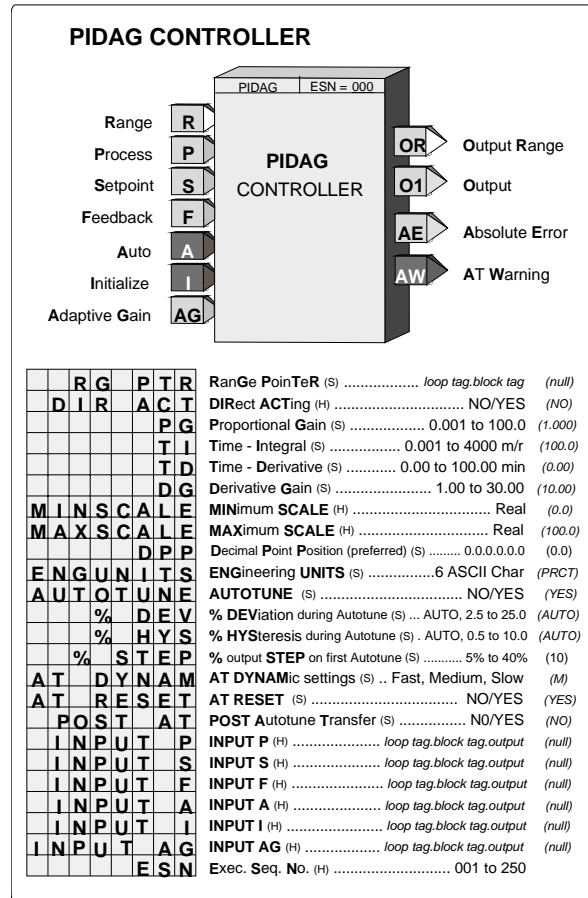 PIDAG CONTROLLER
PIDAG ESN = 000
Range R
Process P
Setpoint S
Feedback F
Auto A
Initialize I
Adaptive Gain AG
PIDAG
CONTROLLER
OR Output Range
O1 Output
AE Absolute Error
AW AT Warning
RG PTR RanGe PoinTeR (S) .................. loop tag.block tag (null)
DIR ACT DIRect ACTing (H) ............................... NO/YES (NO)
PG Proportional Gain (S) .................. 0.001 to 100.0 (1.000)
TI Time - Integral (S) .................. 0.001 to 4000 m/r (100.0)
TD Time - Derivative (S) ............ 0.00 to 100.00 min (0.00)
DG Derivative Gain (S) ....................... 1.00 to 30.00 (10.00)
MINSCALE MINimum SCALE (H) ............................... Real (0.0)
MAXSCALE MAXimum SCALE (H) .............................. Real (100.0)
DPP Decimal Point Position (preferred) (S) ......... 0.0.0.0.0.0 (0.0)
ENGUNITS ENGineering UNITS (S) ................6 ASCII Char (PRCT)
AUTOTUNE AUTOTUNE (S) ................................ NO/YES (YES)
% DEV % DEViation during Autotune (S) ... AUTO, 2.5 to 25.0 (AUTO)
% HYS % HYSteresis during Autotune (S) . AUTO, 0.5 to 10.0 (AUTO)
% STEP % output STEP on first Autotune (S) ........... 5% to 40% (10)
AT DYNAM AT DYNAMic settings (S) .. Fast, Medium, Slow (M)
AT RESET AT RESET (S) ................................. NO/YES (YES)
POST AT POST Autotune Transfer (S) .............. N0/YES (NO)
INPUT P INPUT P (H) ..................... loop tag.block tag.output (null)
INPUT S INPUT S (H) ..................... loop tag.block tag.output (null)
INPUT F INPUT F (H) ..................... loop tag.block tag.output (null)
INPUT A INPUT A (H) ..................... loop tag.block tag.output (null)
INPUT I INPUT I (H) ...................... loop tag.block tag.output (null)
INPUT AG INPUT AG (H) ................... loop tag.block tag.output (null)
ESN Exec. Seq. No. (H) ........................... 001 to 250